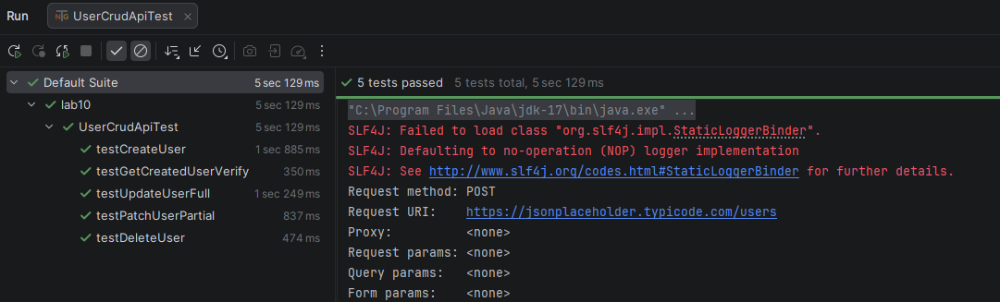 Run UserCrudApiTest
Default Suite 5 sec 129 ms
lab10 5 sec 129 ms
UserCrudApiTest 5 sec 129 ms
testCreateUser 1 sec 885 ms
testGetCreatedUserVerify 350 ms
testUpdateUserFull 1 sec 249 ms
testPatchUserPartial 837 ms
testDeleteUser 474 ms
5 tests passed 5 tests total, 5 sec 129 ms
"C:\Program Files\Java\jdk-17\bin\java.exe" ...
SLF4J: Failed to load class "org.slf4j.impl.StaticLoggerBinder".
SLF4J: Defaulting to no-operation (NOP) logger implementation
SLF4J: See http://www.slf4j.org/codes.html#StaticLoggerBinder for further details.
Request method: POST
Request URI: https://jsonplaceholder.typicode.com/users
Proxy: <none>
Request params: <none>
Query params: <none>
Form params: <none>